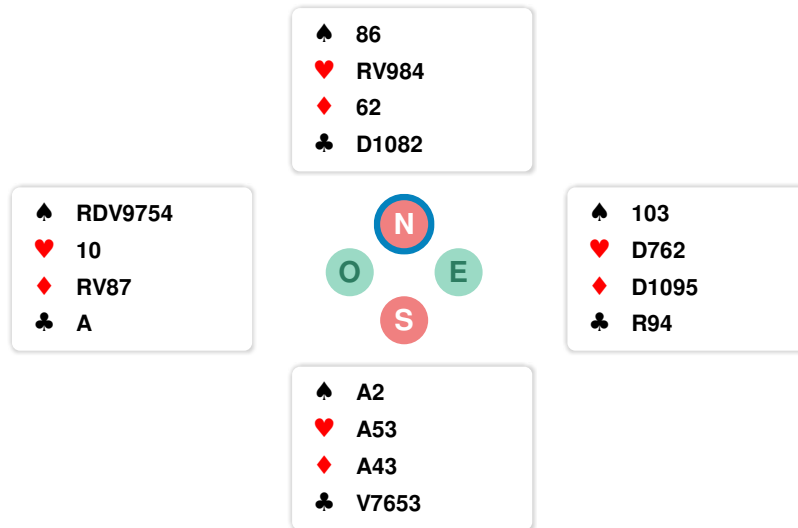 ♠ 86
♥ RV984
♦ 62
♣ D1082
♠ RDV9754
♥ 10
♦ RV87
♣ A
N
O E
S
♠ 103
♥ D762
♦ D1095
♣ R94
♠ A2
♥ A53
♦ A43
♣ V7653